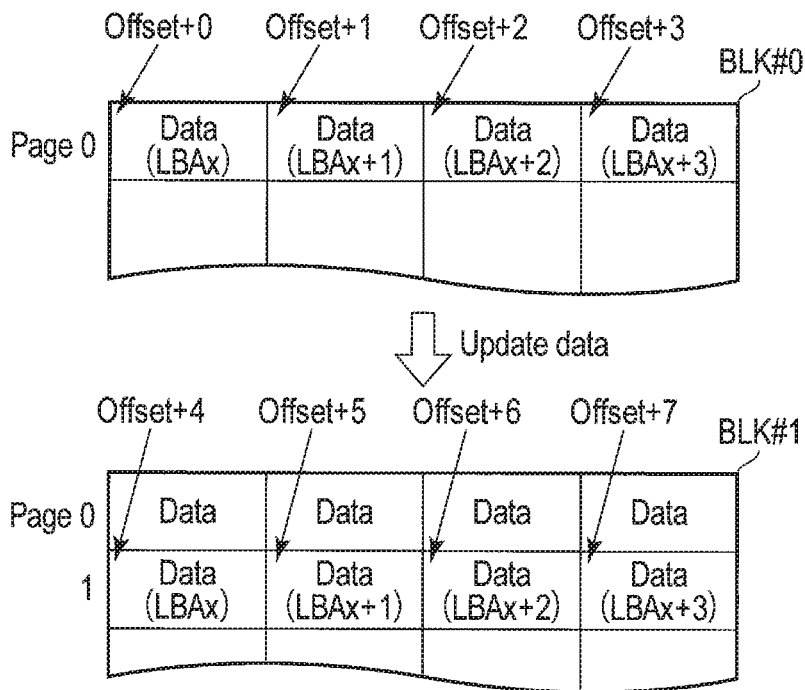 Offset+0 Offset+1 Offset+2 Offset+3
BLK#0
Page 0
Data Data Data Data
(LBAx) (LBAx+1) (LBAx+2) (LBAx+3)
Update data
Offset+4 Offset+5 Offset+6 Offset+7
BLK#1
Page 0 Data Data Data Data
1
Data Data Data Data
(LBAx) (LBAx+1) (LBAx+2) (LBAx+3)